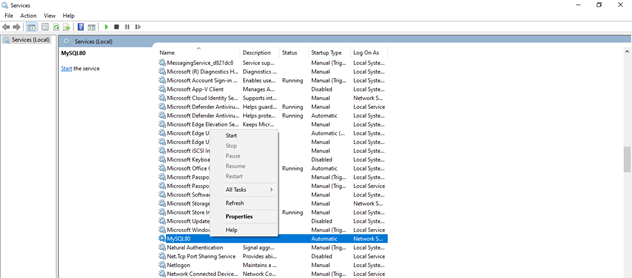 Services
File Action View Help
Services (Local)
Services (Local)
MySQL80
Start the service
Name Description Status Startup Type Log On As
MessagingService_d821dc8 Service sup... Manual (Trig... Local Syste...
Microsoft (R) Diagnostics H... Diagnostics ... Manual Local Syste...
Microsoft Account Sign-in ... Enables use... Running Manual (Trig... Local Syste...
Microsoft App-V Client Manages A... Disabled Local Syste...
Microsoft Cloud Identity Se... Supports int... Manual Network S...
Microsoft Defender Antiviru... Helps guard... Running Manual Local Service
Microsoft Defender Antiviru... Helps prote... Running Automatic Local Syste...
Microsoft Edge Elevation Se... Keeps Micr... Manual Local Syste...
Microsoft Edge U Automatic (... Local Syste...
Microsoft Edge U Manual Local Syste...
Microsoft iSCSI In Manual Local Syste...
Microsoft Keyboa Disabled Local Syste...
Microsoft Office Running Automatic Local Syste...
Microsoft Passpo Manual (Trig... Local Syste...
Microsoft Passpo Manual (Trig... Local Service
Microsoft Softwa Manual Local Syste...
Microsoft Storage Manual Network S...
Microsoft Store In Running Manual Local Syste...
Microsoft Update Disabled Local Syste...
Microsoft Window Manual (Trig... Local Service
MySQL80 Automatic Network S...
Natural Authentication Signal aggr... Manual (Trig... Local Syste...
Net.Tcp Port Sharing Service Provides abi... Disabled Local Service
Netlogon Maintains a ... Manual Local Syste...
Network Connected Device... Network Co... Manual (Trig... Local Service
Start
Stop
Pause
Resume
Restart
All Tasks
Refresh
Properties
Help